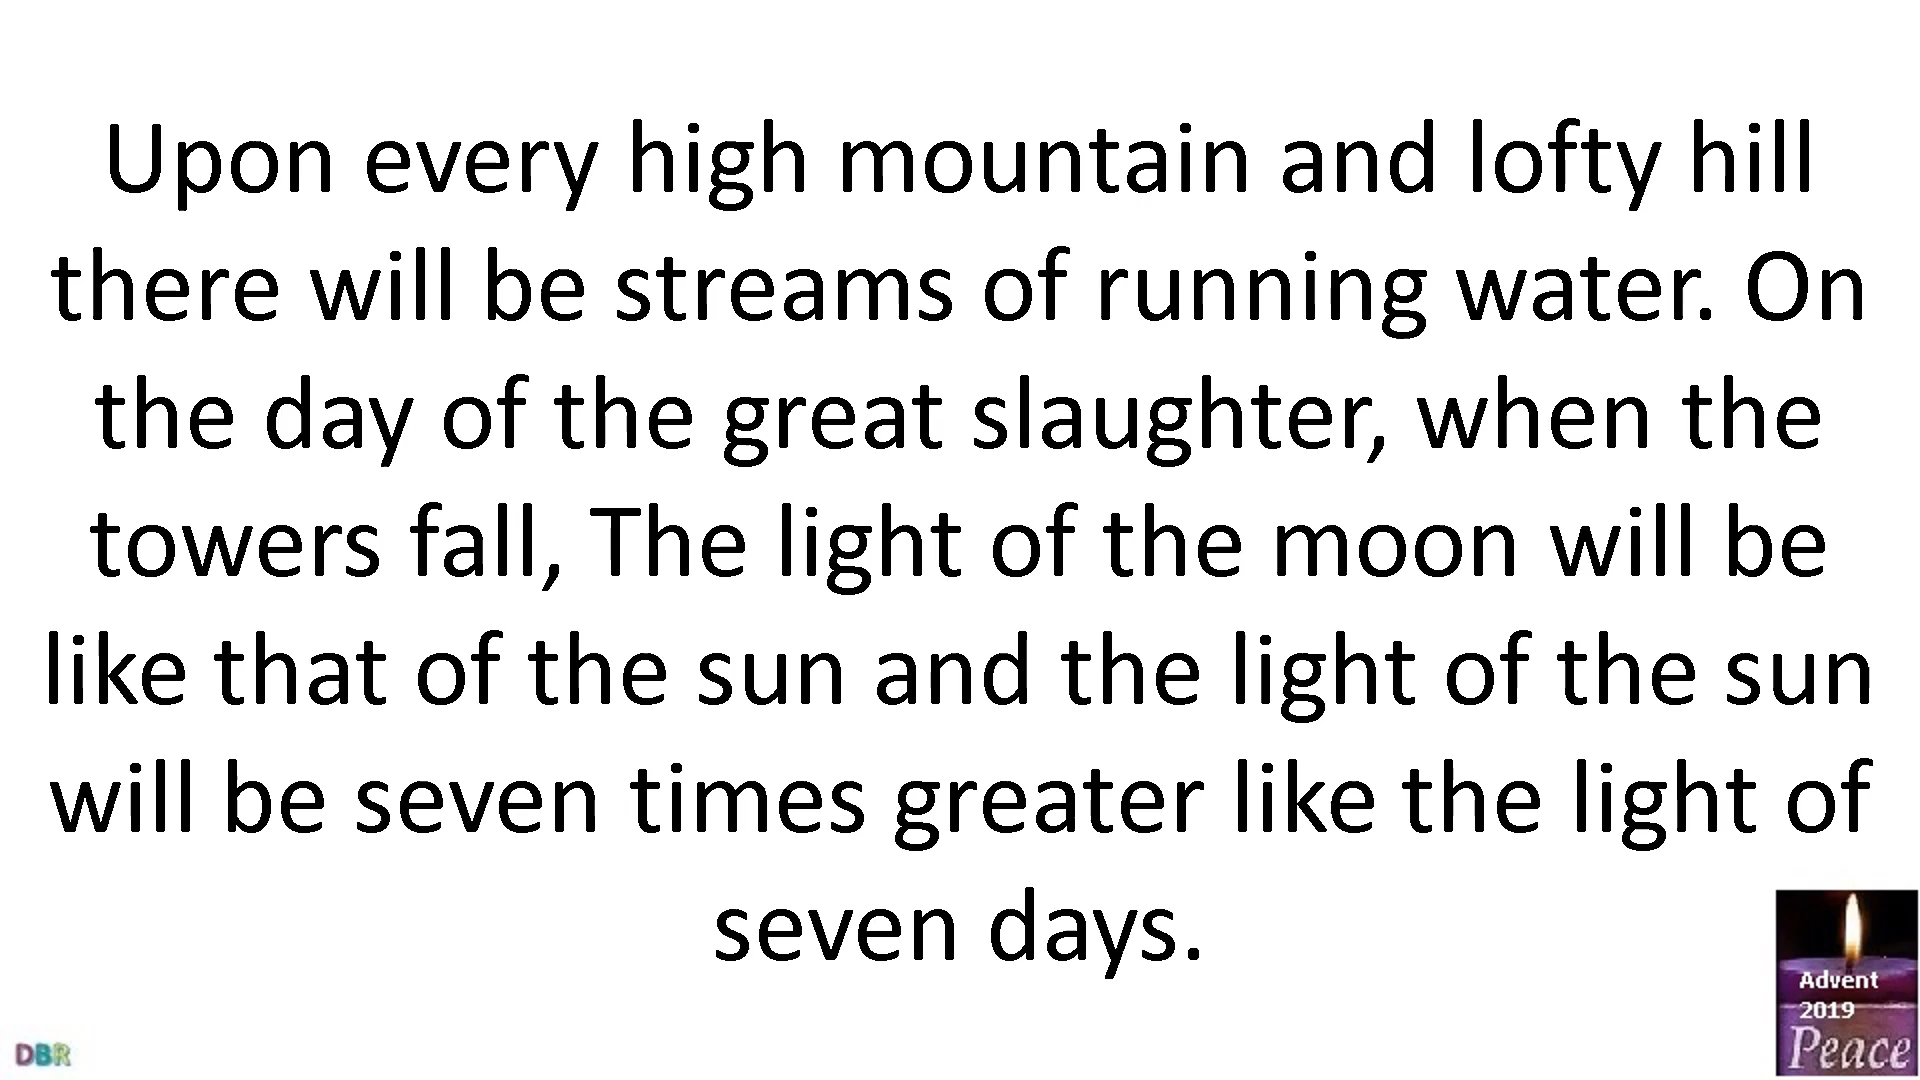 Upon every high mountain and lofty hill
there will be streams of running water. On
the day of the great slaughter, when the
towers fall, The light of the moon will be
like that of the sun and the light of the sun
will be seven times greater like the light of
seven days.
Advent
2019
Peace
DBR